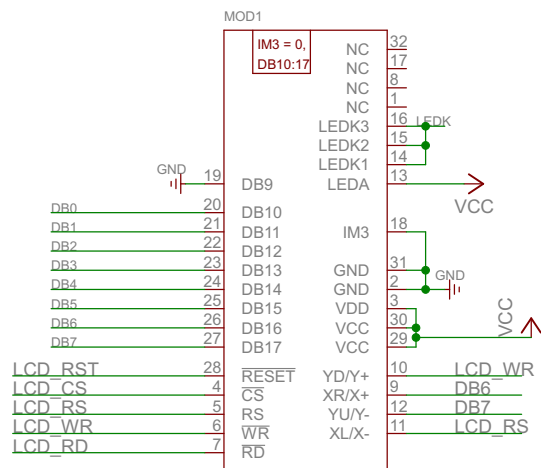 MOD1
IM3 = 0,
DB10:17
NC 32
NC 17
NC 8
NC 1
LEDK3 16 LEDK
LEDK2 15
LEDK1 14
GND 19 DB9
LEDA 13
VCC
DB0 20 DB10
DB1 21 DB11
IM3 18
DB2 22 DB12
DB3 23 DB13
GND 31 GND
DB4 24 DB14
GND 2
DB5 25 DB15
VDD 3
DB6 26 DB16
VCC 30 VCC
DB7 27 DB17
VCC 29
LCD_RST 28 RESET
YD/Y+ 10 LCD_WR
LCD_CS 4 CS
XR/X+ 9 DB6
LCD_RS 5 RS
YU/Y- 12 DB7
LCD_WR 6 WR
XL/X- 11 LCD_RS
LCD_RD 7 RD